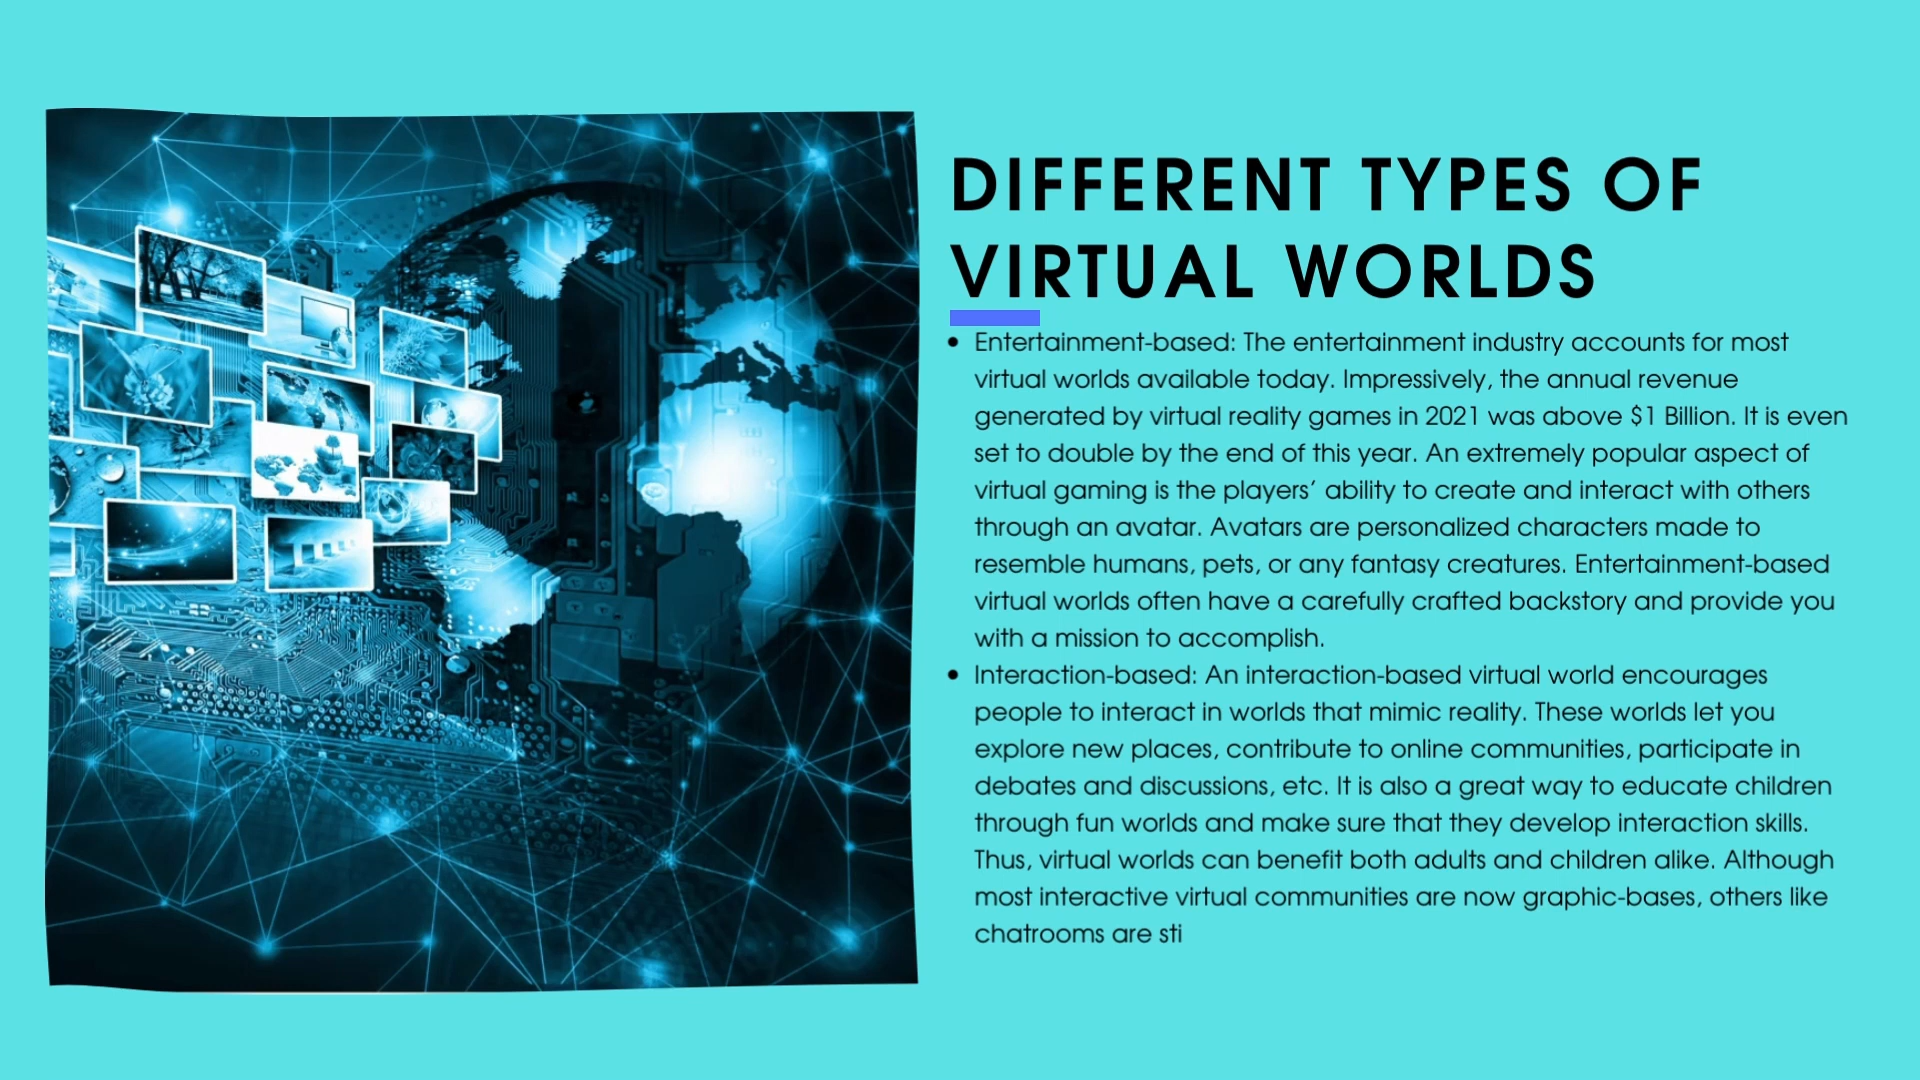 DIFFERENT TYPES OF
VIRTUAL WORLDS
• Entertainment-based: The entertainment industry accounts for most
virtual worlds available today. Impressively, the annual revenue
generated by virtual reality games in 2021 was above $1 Billion. It is even
set to double by the end of this year. An extremely popular aspect of
virtual gaming is the players’ ability to create and interact with others
through an avatar. Avatars are personalized characters made to
resemble humans, pets, or any fantasy creatures. Entertainment-based
virtual worlds often have a carefully crafted backstory and provide you
with a mission to accomplish.
• Interaction-based: An interaction-based virtual world encourages
people to interact in worlds that mimic reality. These worlds let you
explore new places, contribute to online communities, participate in
debates and discussions, etc. It is also a great way to educate children
through fun worlds and make sure that they develop interaction skills.
Thus, virtual worlds can benefit both adults and children alike. Although
most interactive virtual communities are now graphic-bases, others like
chatrooms are sti